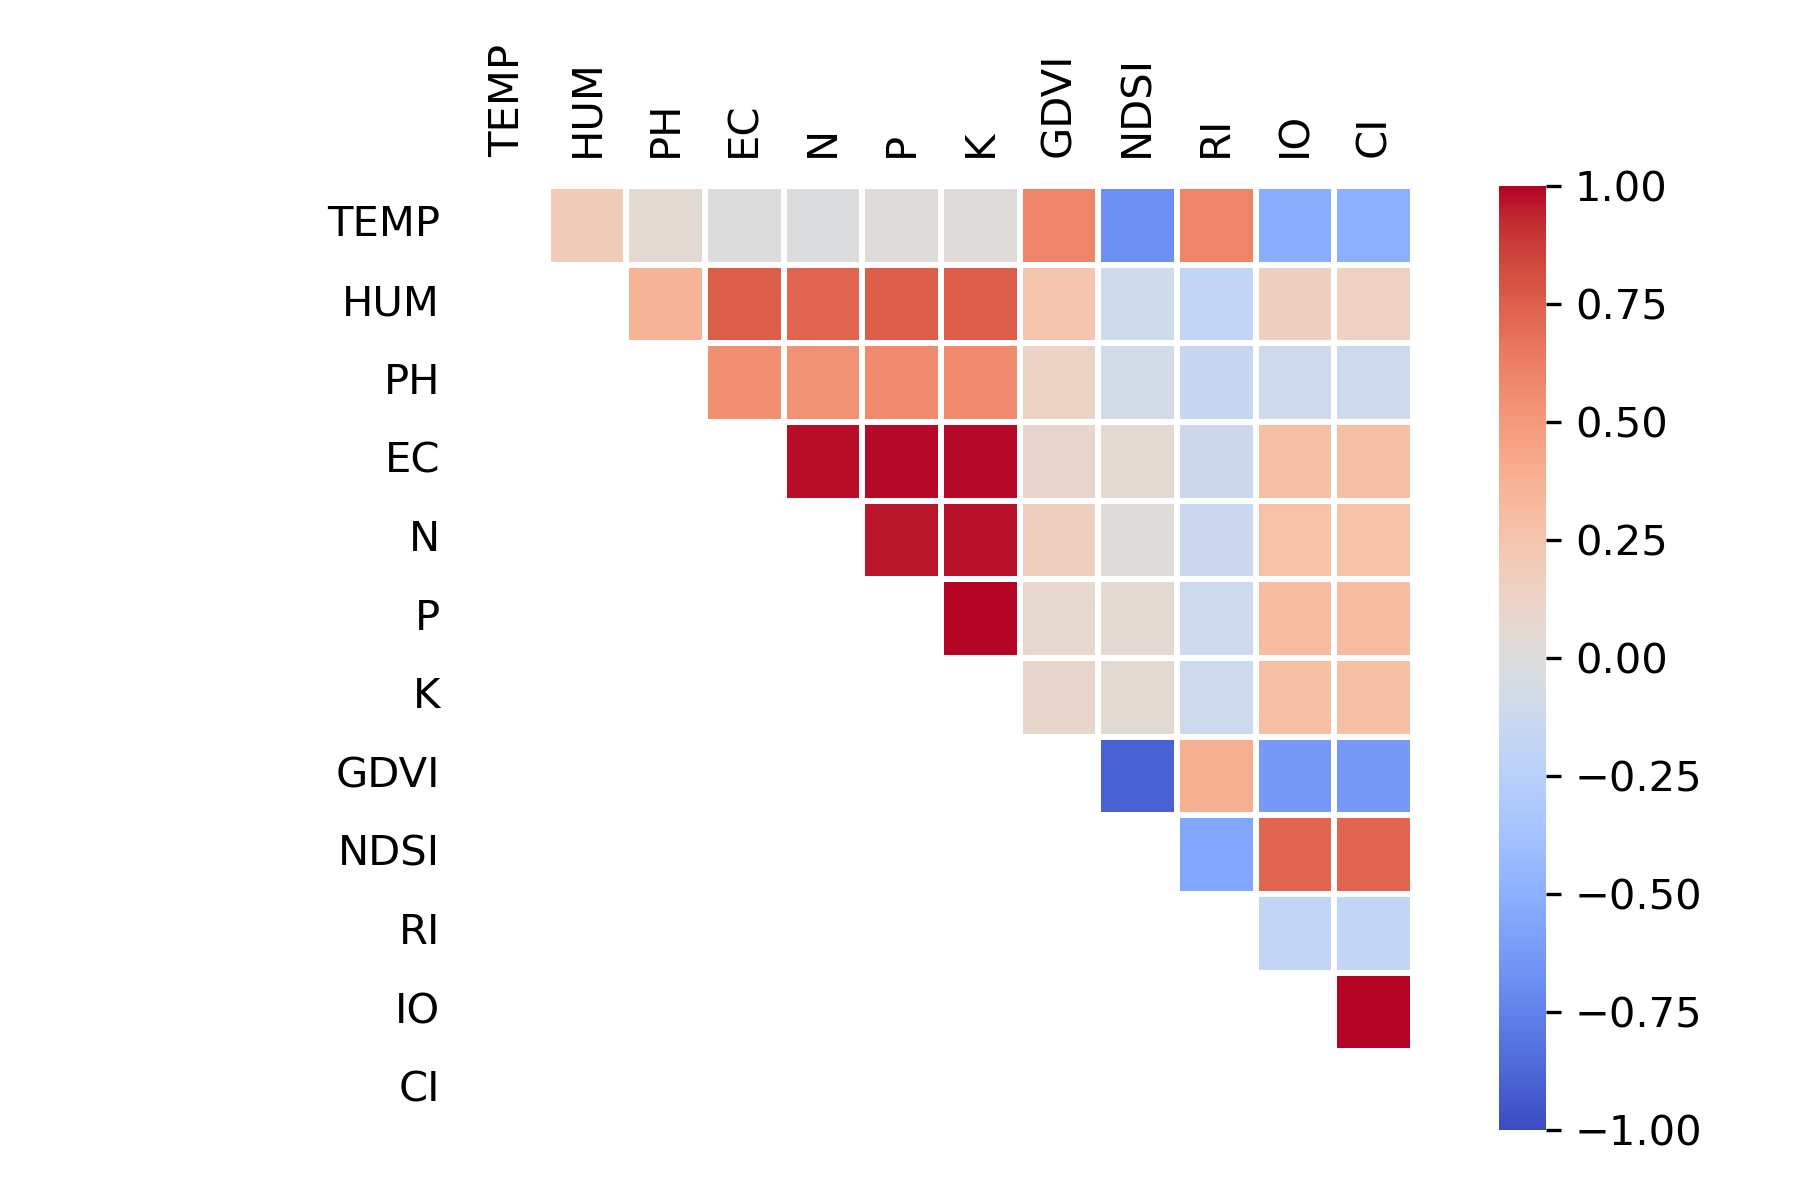 TEMP HUM PH EC N P K GDVI NDSI RI IO CI
TEMP
HUM
PH
EC
N
P
K
GDVI
NDSI
RI
IO
CI
1.00
0.75
0.50
0.25
0.00
−0.25
−0.50
−0.75
−1.00